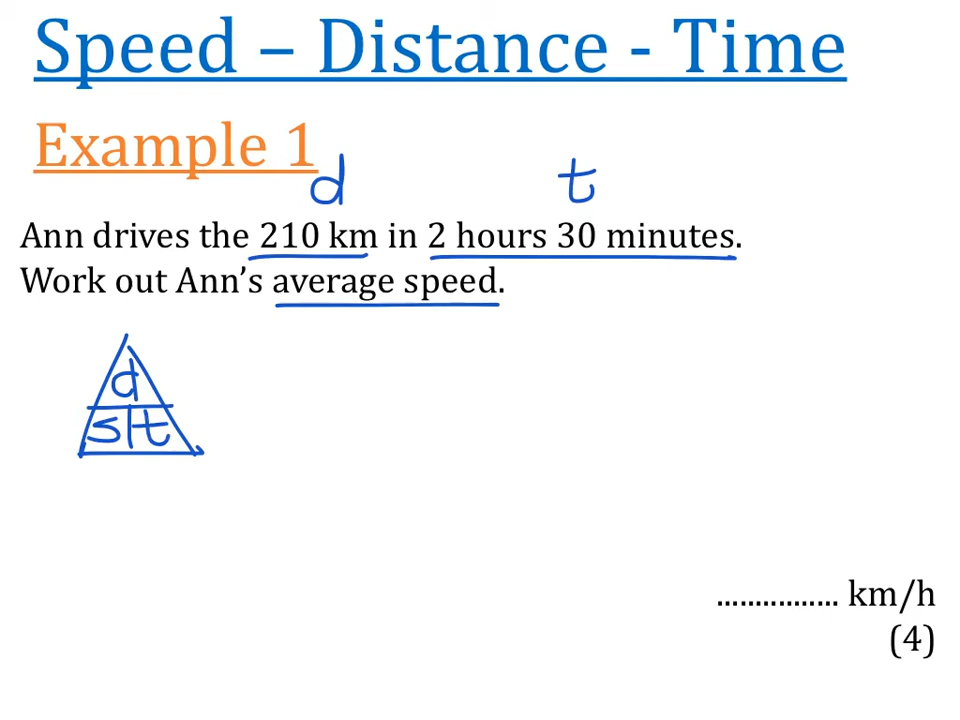 Speed – Distance - Time
Example 1
d t
Ann drives the 210 km in 2 hours 30 minutes.
Work out Ann’s average speed.
d
s t
................ km/h
(4)